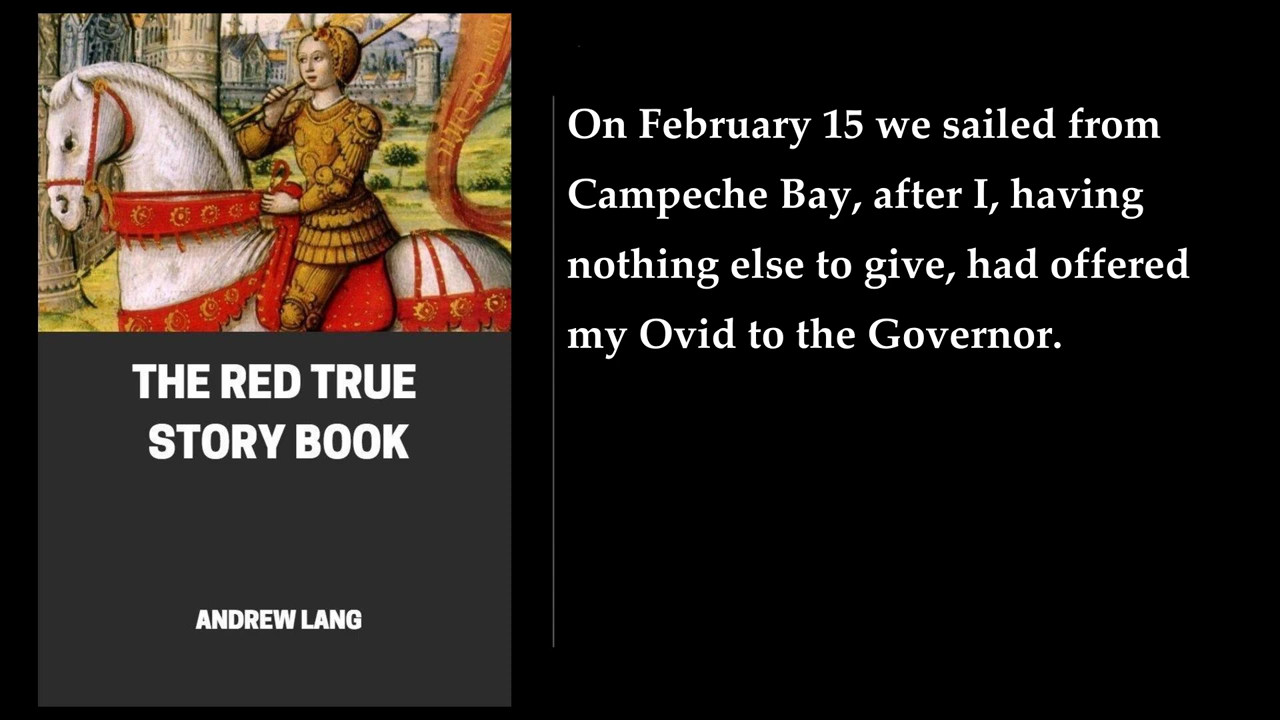 THE RED TRUE
STORY BOOK
ANDREW LANG
On February 15 we sailed from
Campeche Bay, after I, having
nothing else to give, had offered
my Ovid to the Governor.